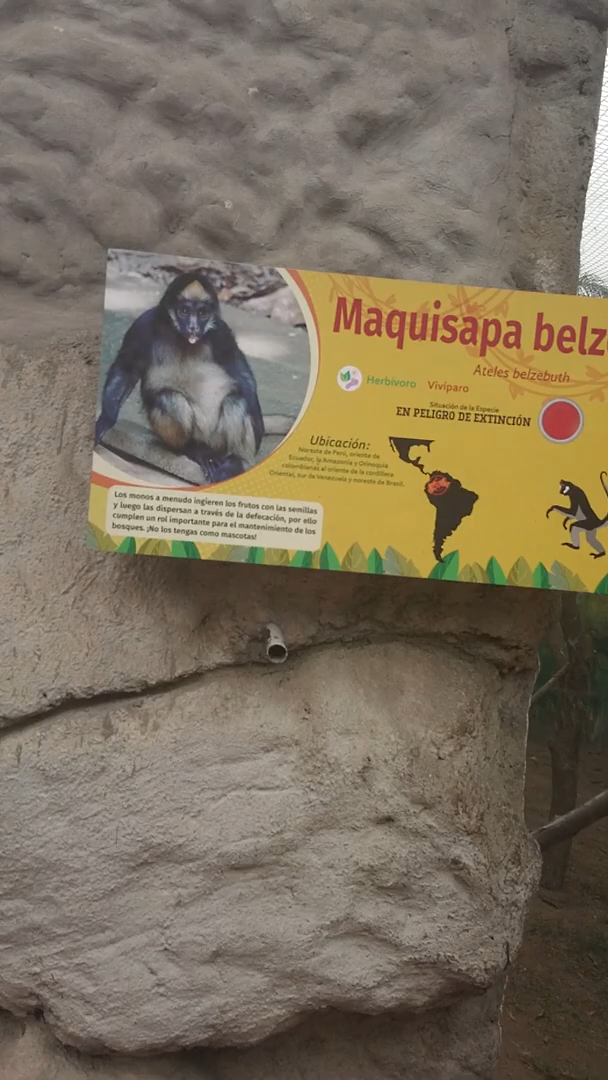 Maquisapa belz
Ateles belzebuth
Herbívoro Vivíparo
Situación de la Especie
EN PELIGRO DE EXTINCIÓN
Ubicación:
Noreste de Perú, oriente de
Ecuador, la Amazonía y Orinoquia
colombianas al oriente de la cordillera
Oriental, sur de Venezuela y noreste de Brasil.
Los monos a menudo ingieren los frutos con las semillas
y luego las dispersan a través de la defecación, por ello
cumplen un rol importante para el mantenimiento de los
bosques. ¡No los tengas como mascotas!